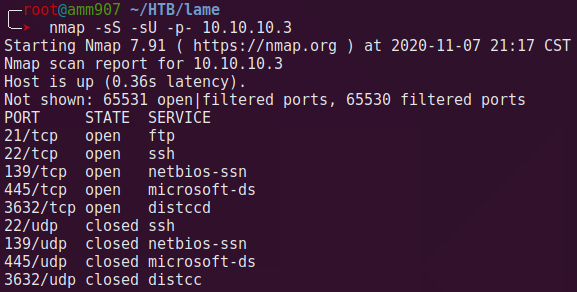 root@amm907 ~/HTB/lame
nmap -sS -sU -p- 10.10.10.3
Starting Nmap 7.91 ( https://nmap.org ) at 2020-11-07 21:17 CST
Nmap scan report for 10.10.10.3
Host is up (0.36s latency).
Not shown: 65531 open|filtered ports, 65530 filtered ports
PORT     STATE  SERVICE
21/tcp   open   ftp
22/tcp   open   ssh
139/tcp  open   netbios-ssn
445/tcp  open   microsoft-ds
3632/tcp open   distccd
22/udp   closed ssh
139/udp  closed netbios-ssn
445/udp  closed microsoft-ds
3632/udp closed distcc